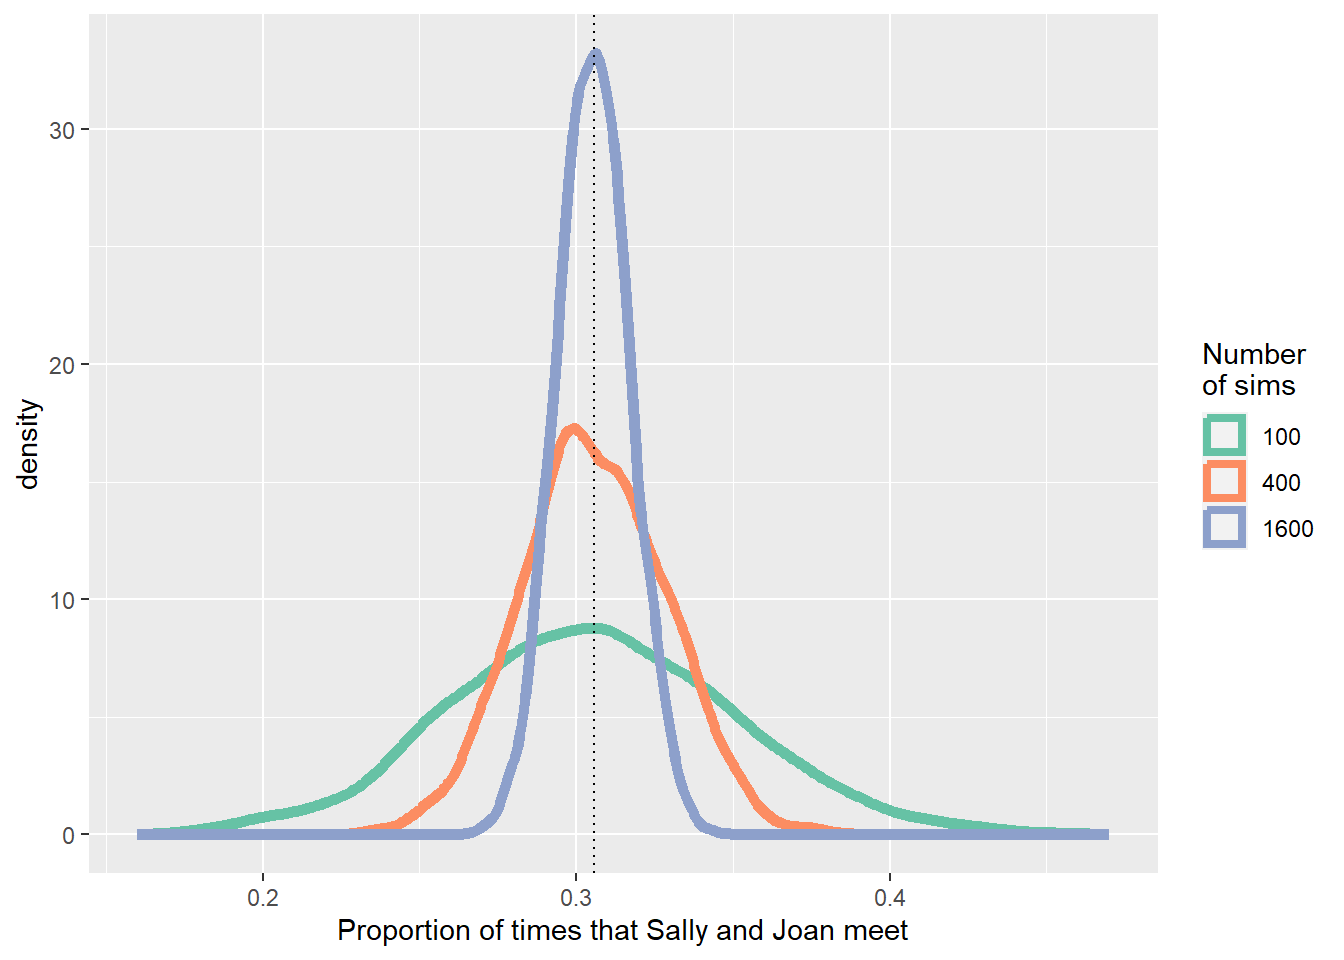 30
20
10
0
density
0.2
0.3
0.4
Proportion of times that Sally and Joan meet
Number
of sims
100
400
1600